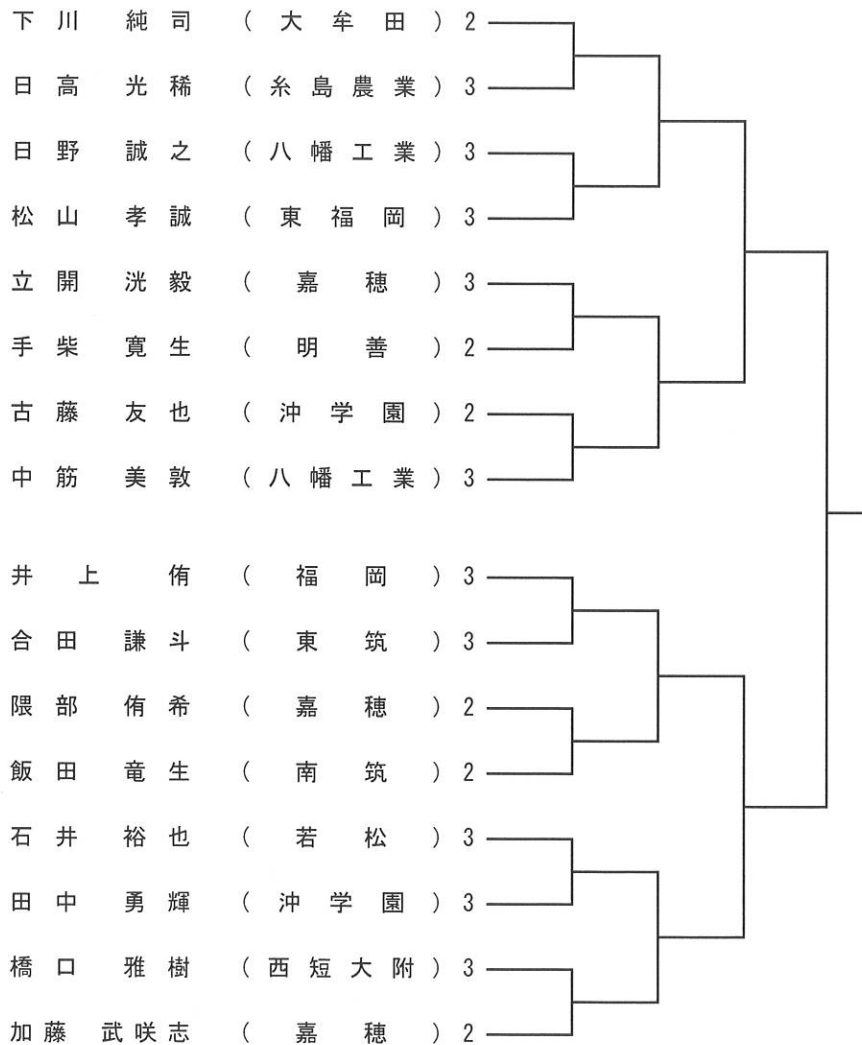 下川 純司 (大牟田) 2
日高 光稀 (糸島農業) 3
日野 誠之 (八幡工業) 3
松山 孝誠 (東福岡) 3
立開 洸毅 (嘉穂) 3
手柴 寛生 (明善) 2
古藤 友也 (沖学園) 2
中筋 美敦 (八幡工業) 3
井上 侑 (福岡) 3
合田 謙斗 (東筑) 3
隈部 侑希 (嘉穂) 2
飯田 竜生 (南筑) 2
石井 裕也 (若松) 3
田中 勇輝 (沖学園) 3
橋口 雅樹 (西短大附) 3
加藤 武咲志 (嘉穂) 2